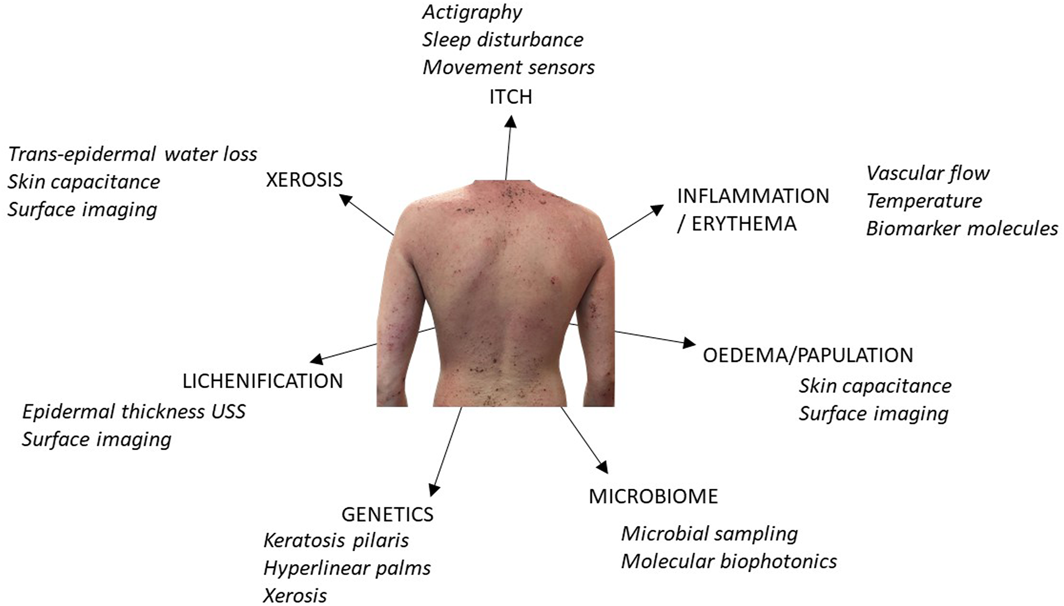 Actigraphy
Sleep disturbance
Movement sensors
ITCH
Trans-epidermal water loss
Skin capacitance
Surface imaging
XEROSIS
INFLAMMATION
/ ERYTHEMA
Vascular flow
Temperature
Biomarker molecules
OEDEMA/PAPULATION
Skin capacitance
Surface imaging
LICHENIFICATION
Epidermal thickness USS
Surface imaging
MICROBIOME
Microbial sampling
Molecular biophotonics
GENETICS
Keratosis pilaris
Hyperlinear palms
Xerosis